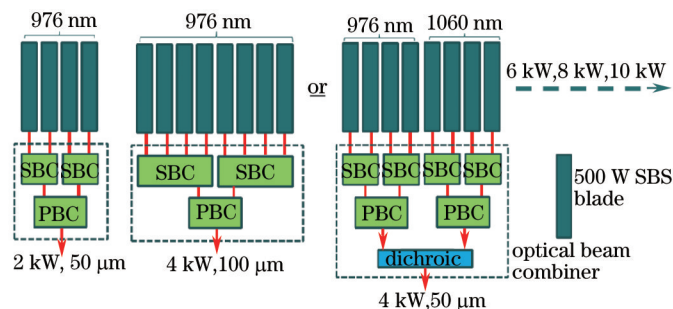 976 nm
976 nm
976 nm
1060 nm
or
6 kW,8 kW,10 kW
SBC
SBC
PBC
2 kW, 50 μm
SBC
SBC
PBC
4 kW,100 μm
SBC
SBC
SBC
SBC
PBC
PBC
dichroic
4 kW,50 μm
500 W SBS
blade
optical beam
combiner